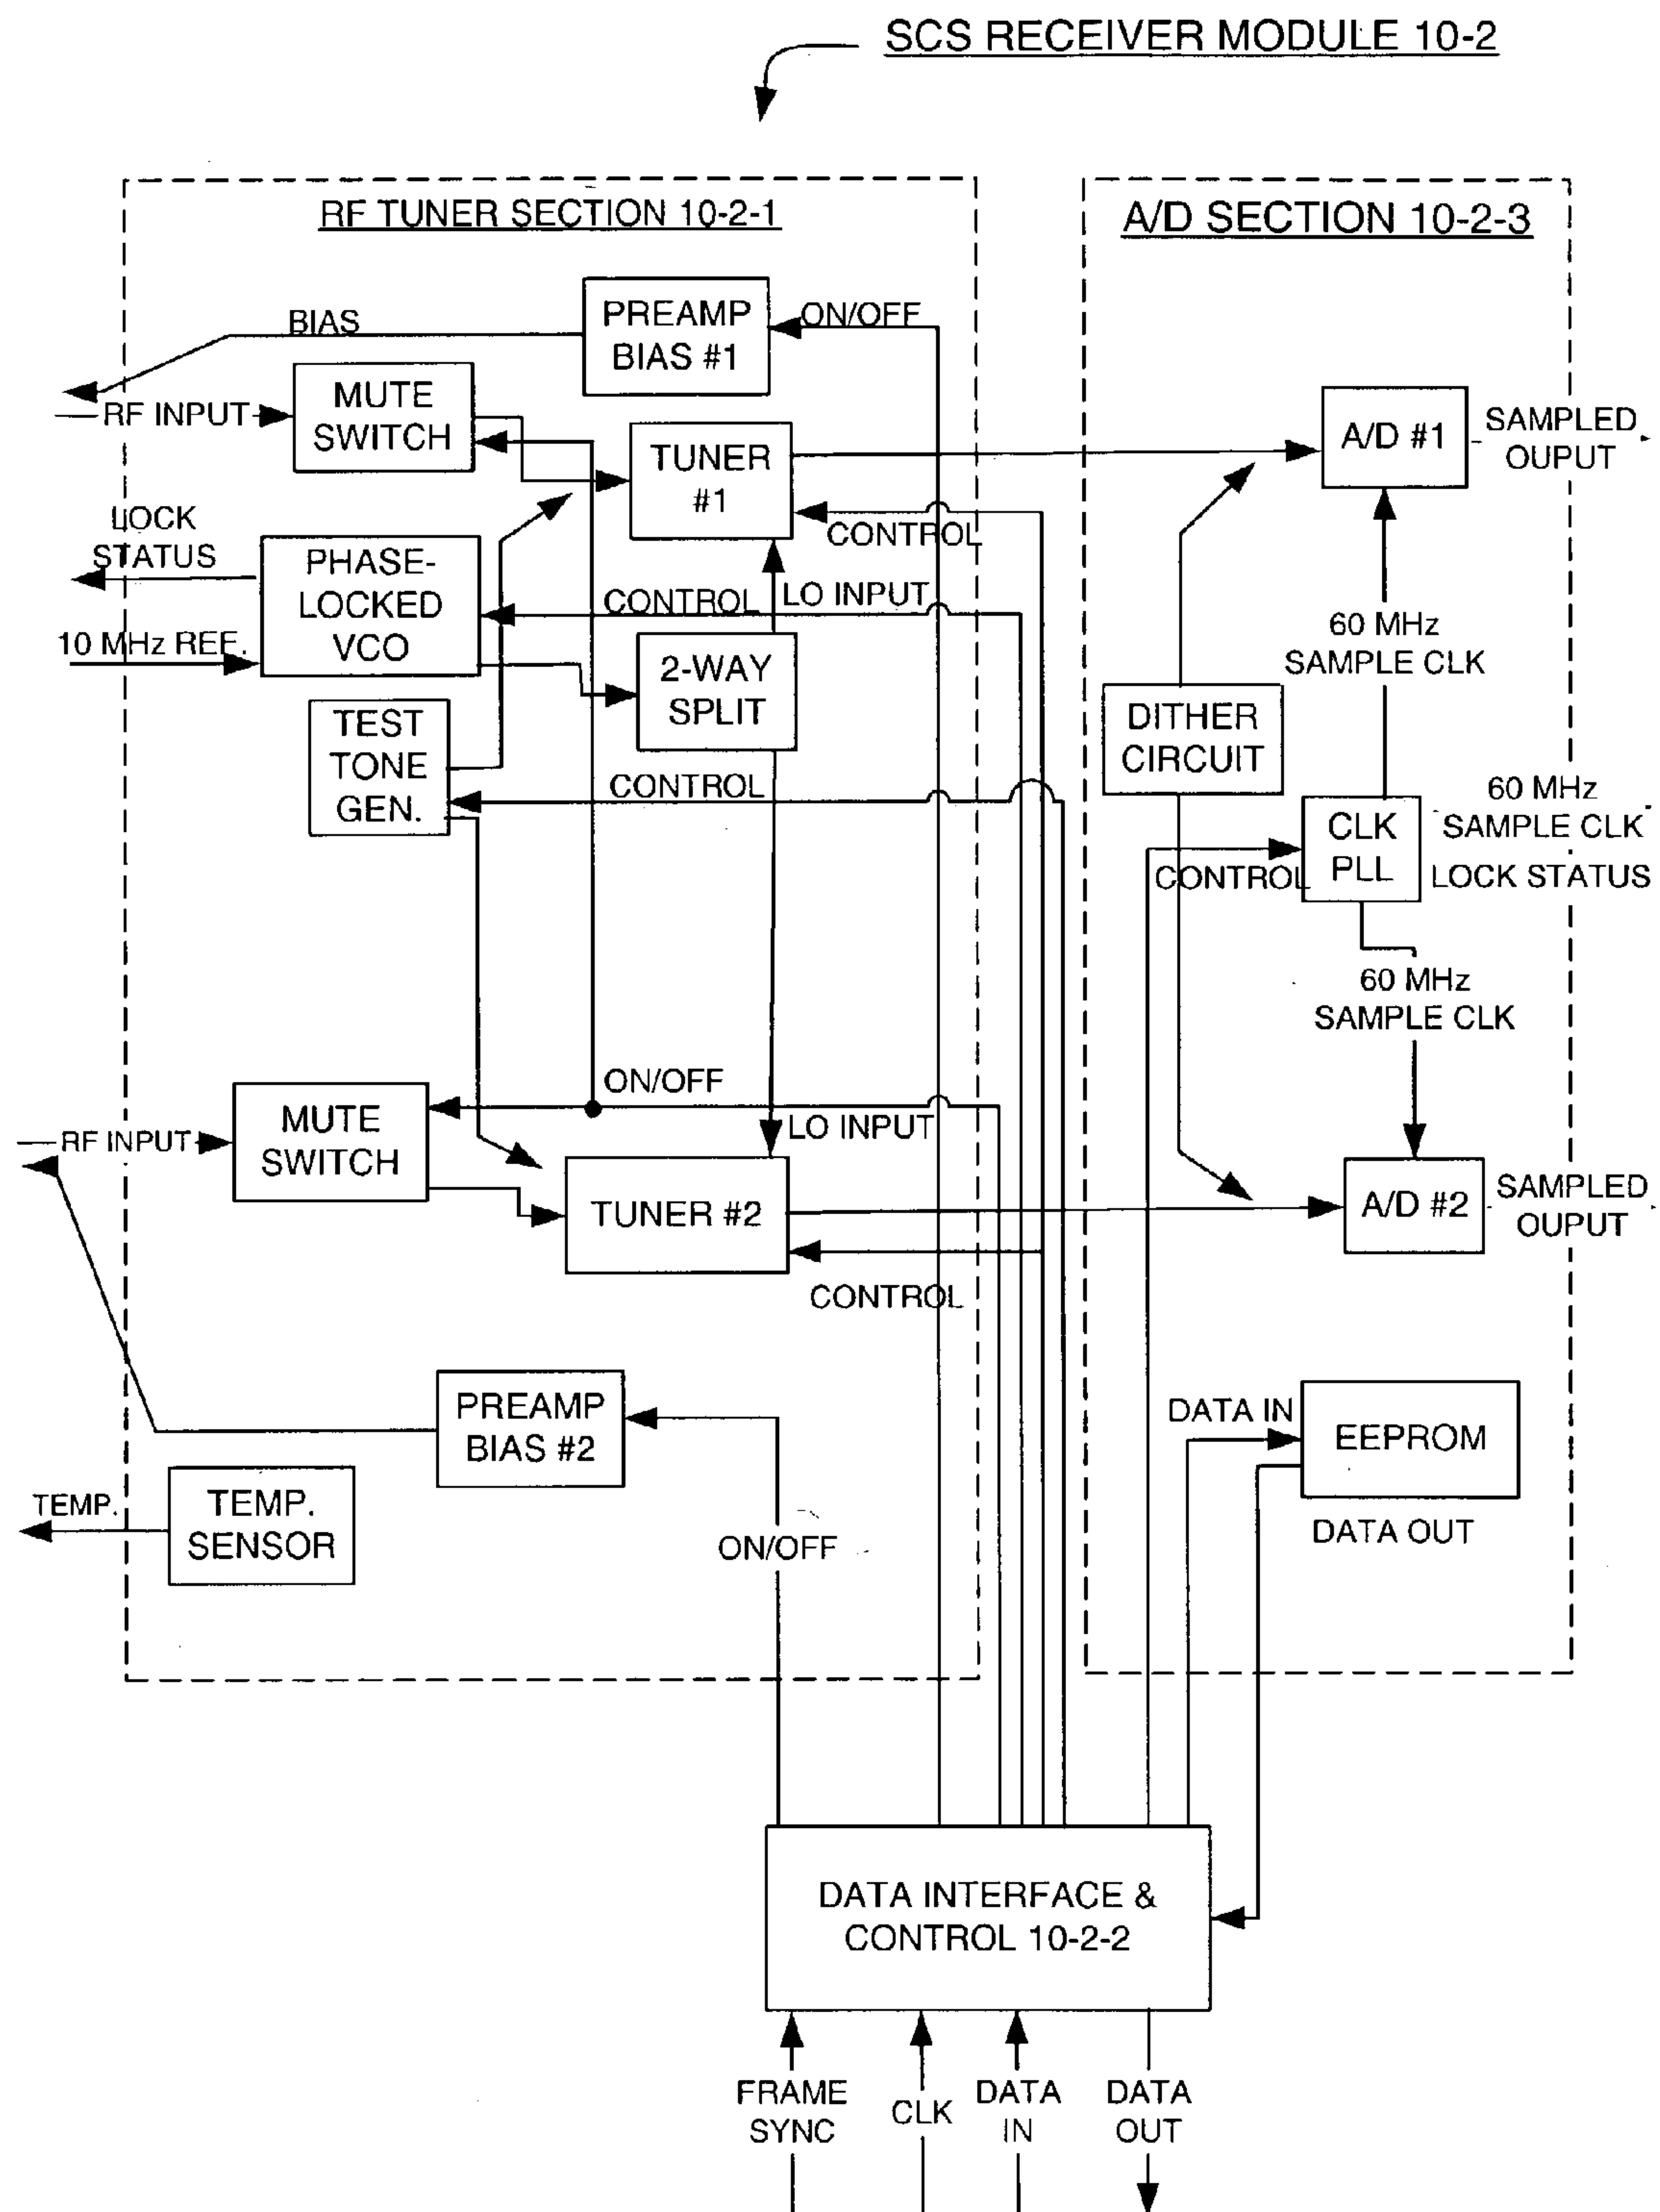 SCS RECEIVER MODULE 10-2
RF TUNER SECTION 10-2-1
A/D SECTION 10-2-3
BIAS
PREAMP
BIAS #1
ON/OFF
RF INPUT
MUTE
SWITCH
TUNER
#1
CONTROL
A/D #1
SAMPLED
OUPUT
LOCK
STATUS
PHASE-
LOCKED
VCO
CONTROL
LO INPUT
10 MHz REF.
2-WAY
SPLIT
60 MHz
SAMPLE CLK
TEST
TONE
GEN.
CONTROL
DITHER
CIRCUIT
CLK
PLL
CONTROL
60 MHz
SAMPLE CLK
LOCK STATUS
60 MHz
SAMPLE CLK
ON/OFF
LO INPUT
RF INPUT
MUTE
SWITCH
TUNER #2
CONTROL
A/D #2
SAMPLED
OUPUT
PREAMP
BIAS #2
ON/OFF
TEMP.
TEMP.
SENSOR
DATA IN
EEPROM
DATA OUT
DATA INTERFACE &
CONTROL 10-2-2
FRAME
SYNC
CLK
DATA
IN
DATA
OUT